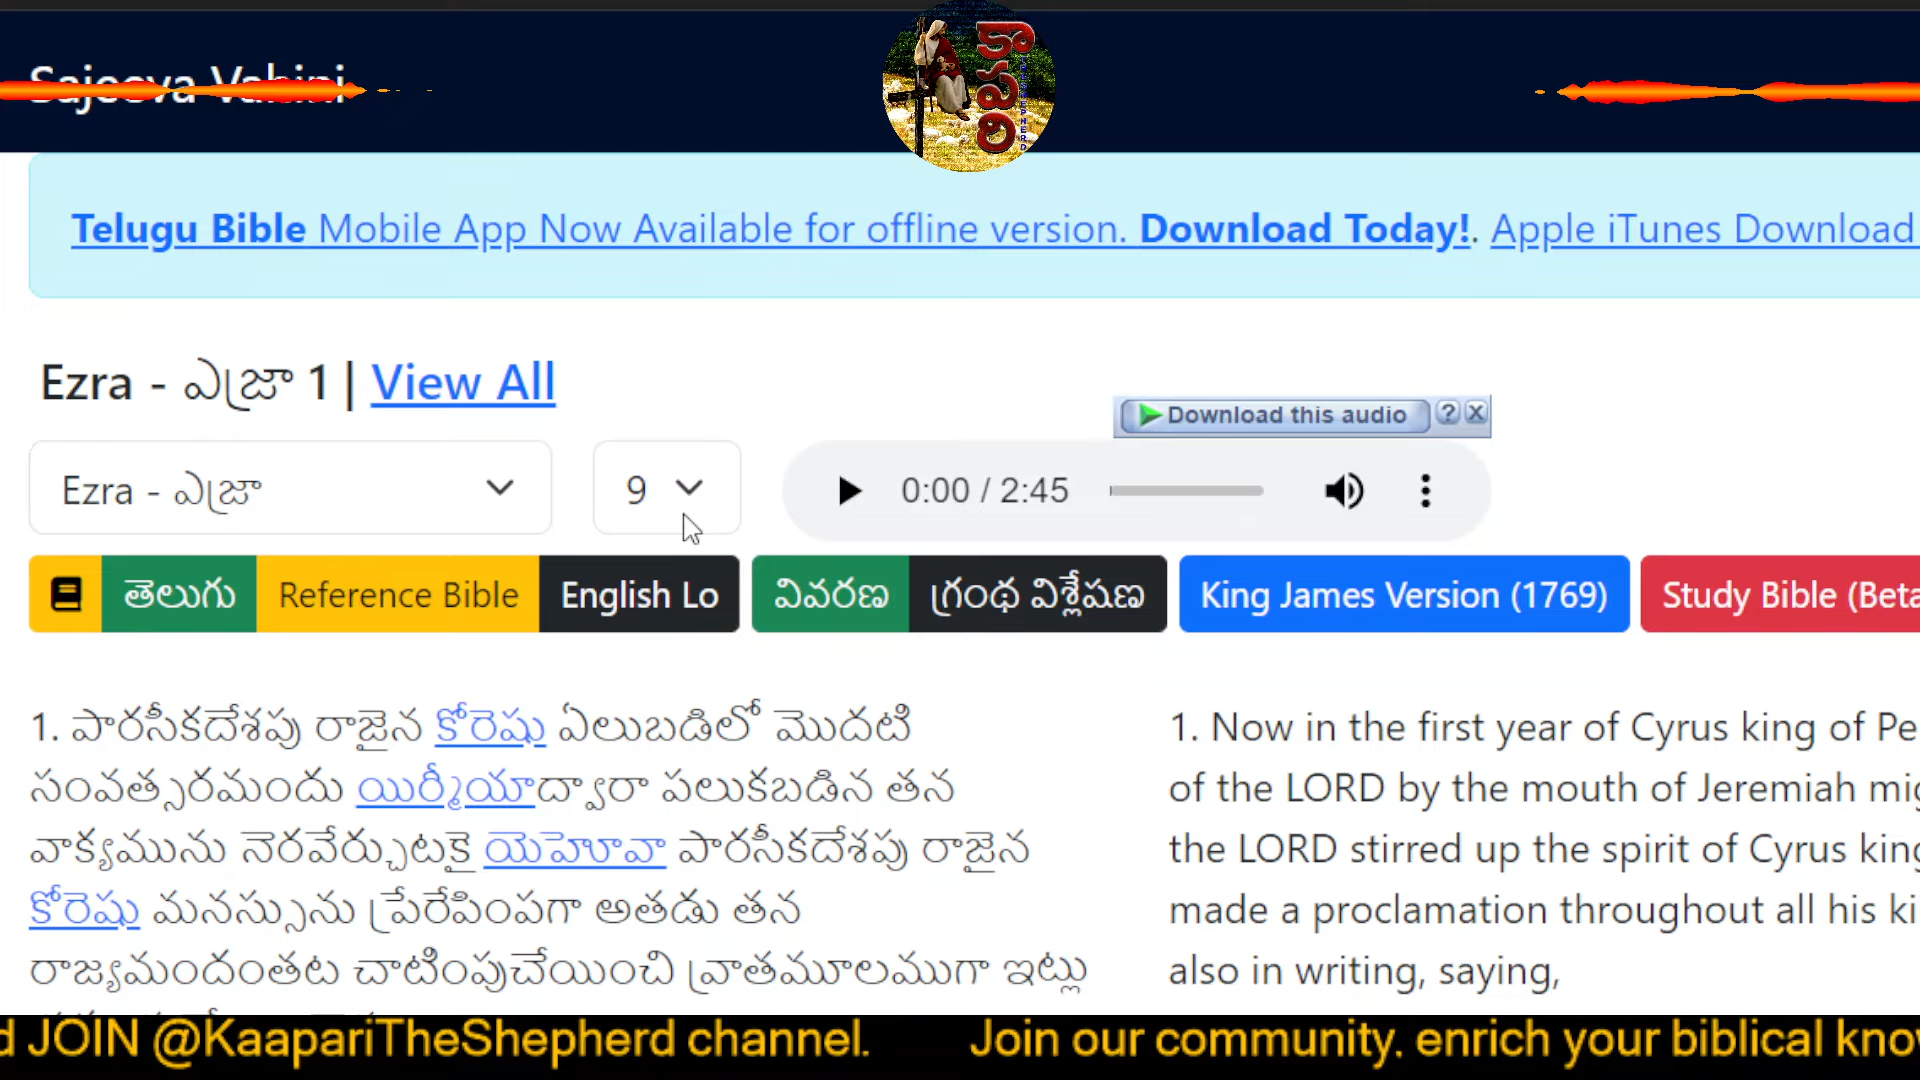 Sajeeva Vahini
కాపరి
Telugu Bible Mobile App Now Available for offline version. Download Today!. Apple iTunes Download
Ezra - ఎజ్రా 1 | View All
Download this audio ? X
Ezra - ఎజ్రా 9 0:00 / 2:45
తెలుగు Reference Bible English Lo వివరణ గ్రంథ విశ్లేషణ King James Version (1769) Study Bible (Beta
1. పారసీకదేశపు రాజైన కోరెషు ఏలుబడిలో మొదటి
సంవత్సరమందు యిర్మీయాద్వారా పలుకబడిన తన
వాక్యమును నెరవేర్చుటకై యెహోవా పారసీకదేశపు రాజైన
కోరెషు మనస్సును ప్రేరేపింపగా అతడు తన
రాజ్యమందంతట చాటింపుచేయించి వ్రాతమూలముగా ఇట్లు
1. Now in the first year of Cyrus king of Pe
of the LORD by the mouth of Jeremiah mig
the LORD stirred up the spirit of Cyrus king
made a proclamation throughout all his ki
also in writing, saying,
d JOIN @KaapariTheShepherd channel. Join our community. enrich your biblical know